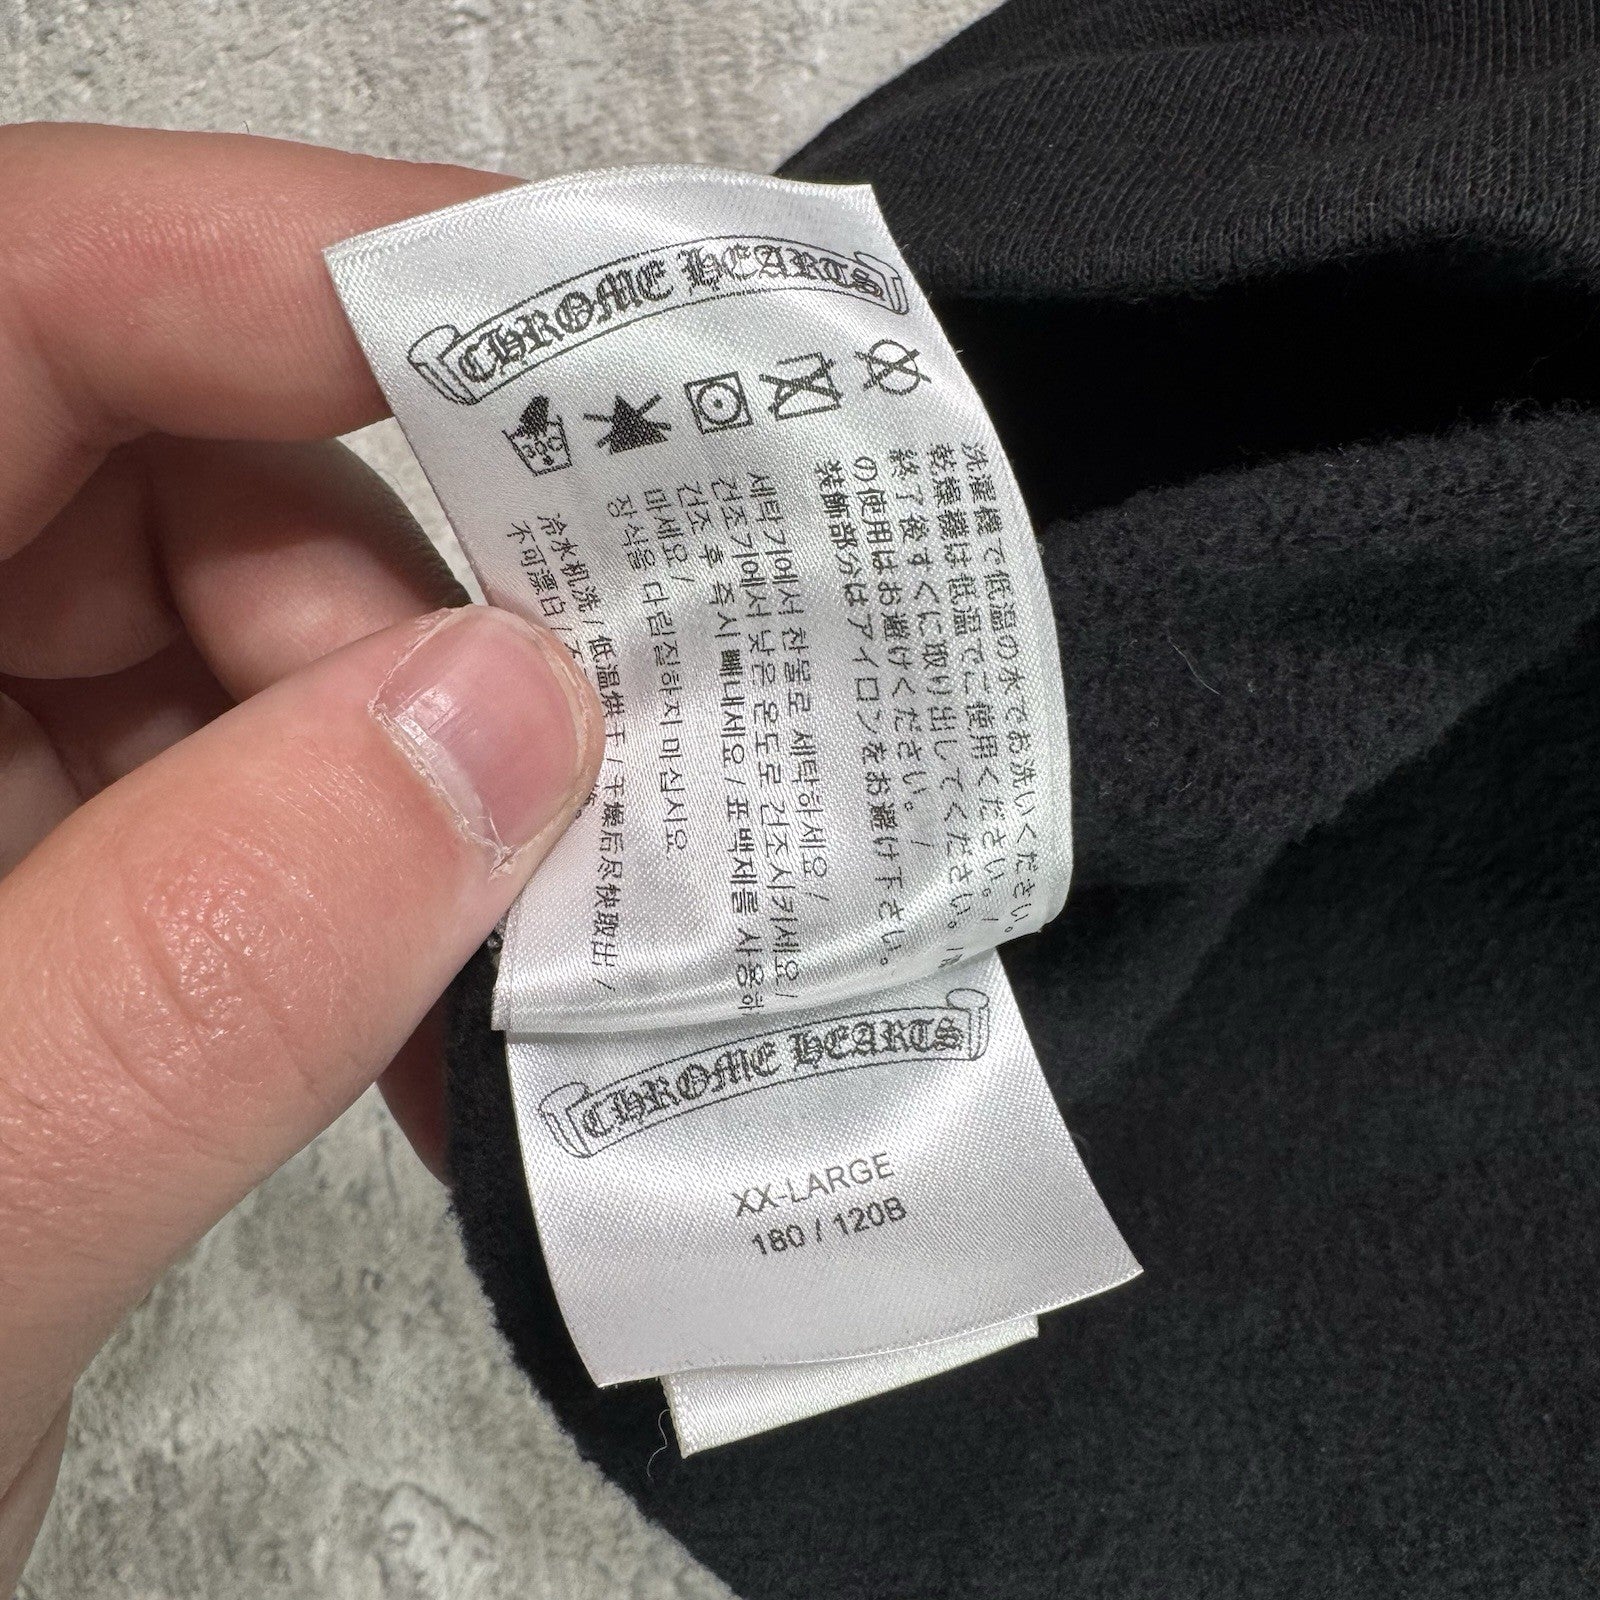 CHROME HEARTS
洗濯機で低温の水でお洗いください。/
乾燥機は低温でご使用ください。/
終了後すぐに取り出してください。/
の使用はお避けください。/
装飾部分はアイロンをお避け下さい。
세탁기에서 찬물로 세탁하세요 /
건조기에서 낮은 온도로 건조시키세요 /
건조 후 즉시 빼내세요 / 표백제를 사용하
마세요 /
장식을 다림질하지 마십시요
冷水机洗 / 低温烘干 / 干燥后尽快取出 /
不可漂白 /
CHROME HEARTS
XX-LARGE
180 / 120B